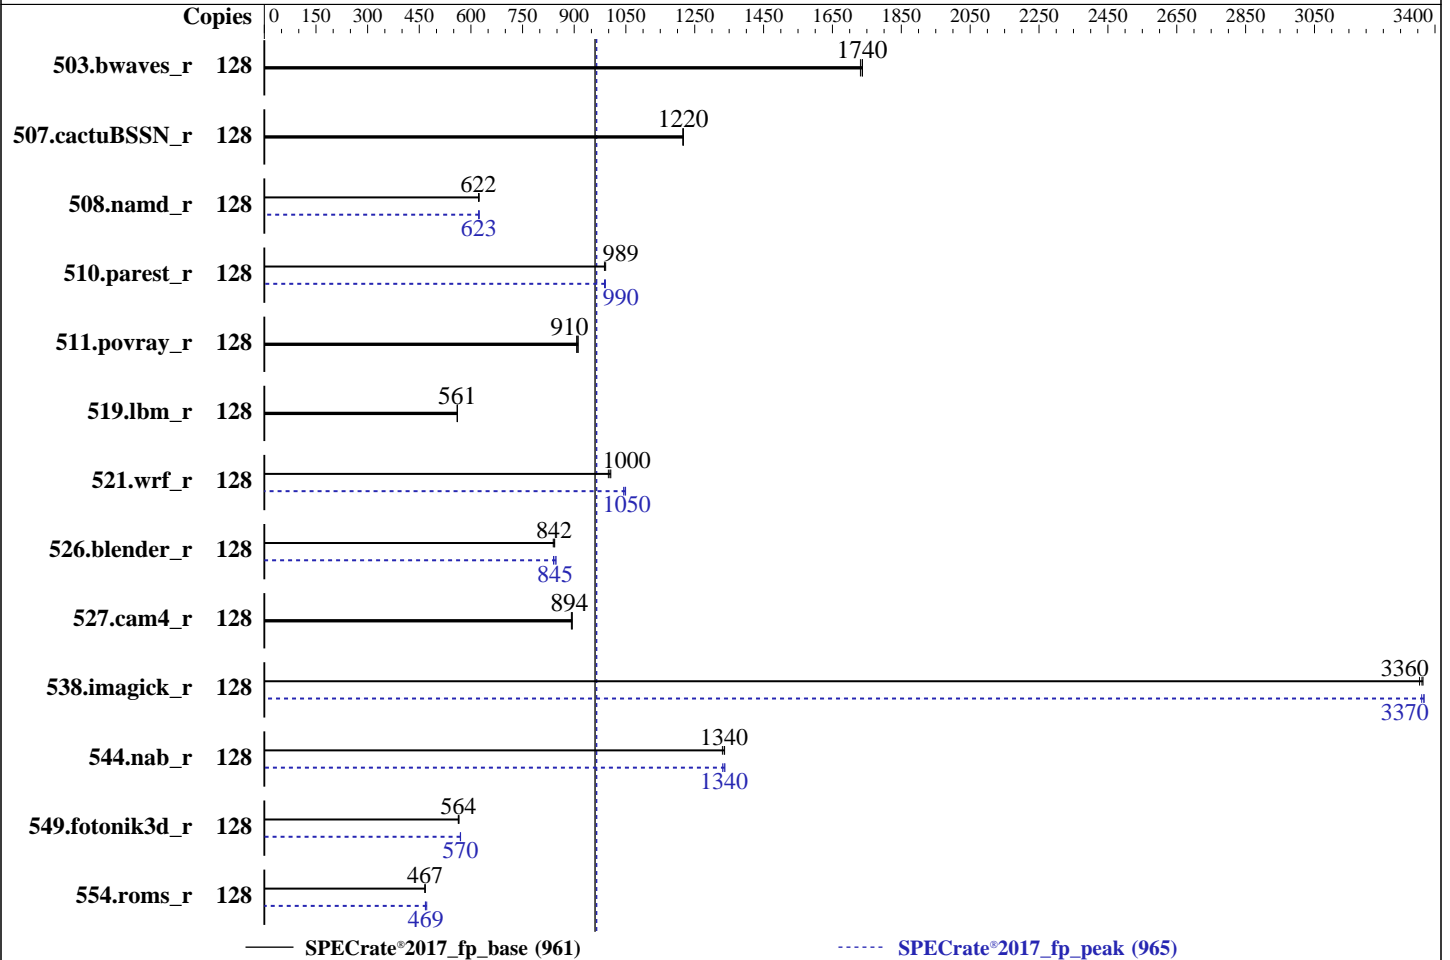 Copies 0 150 300 450 600 750 900 1050 1250 1450 1650 1850 2050 2250 2450 2650 2850 3050 3400
1740
503.bwaves_r 128
1220
507.cactuBSSN_r 128
622
508.namd_r 128
623
989
510.parest_r 128
990
910
511.povray_r 128
561
519.lbm_r 128
1000
521.wrf_r 128
1050
842
526.blender_r 128
845
894
527.cam4_r 128
3360
538.imagick_r 128
3370
1340
544.nab_r 128
1340
564
549.fotonik3d_r 128
570
467
554.roms_r 128
469
SPECrate®2017_fp_base (961) SPECrate®2017_fp_peak (965)